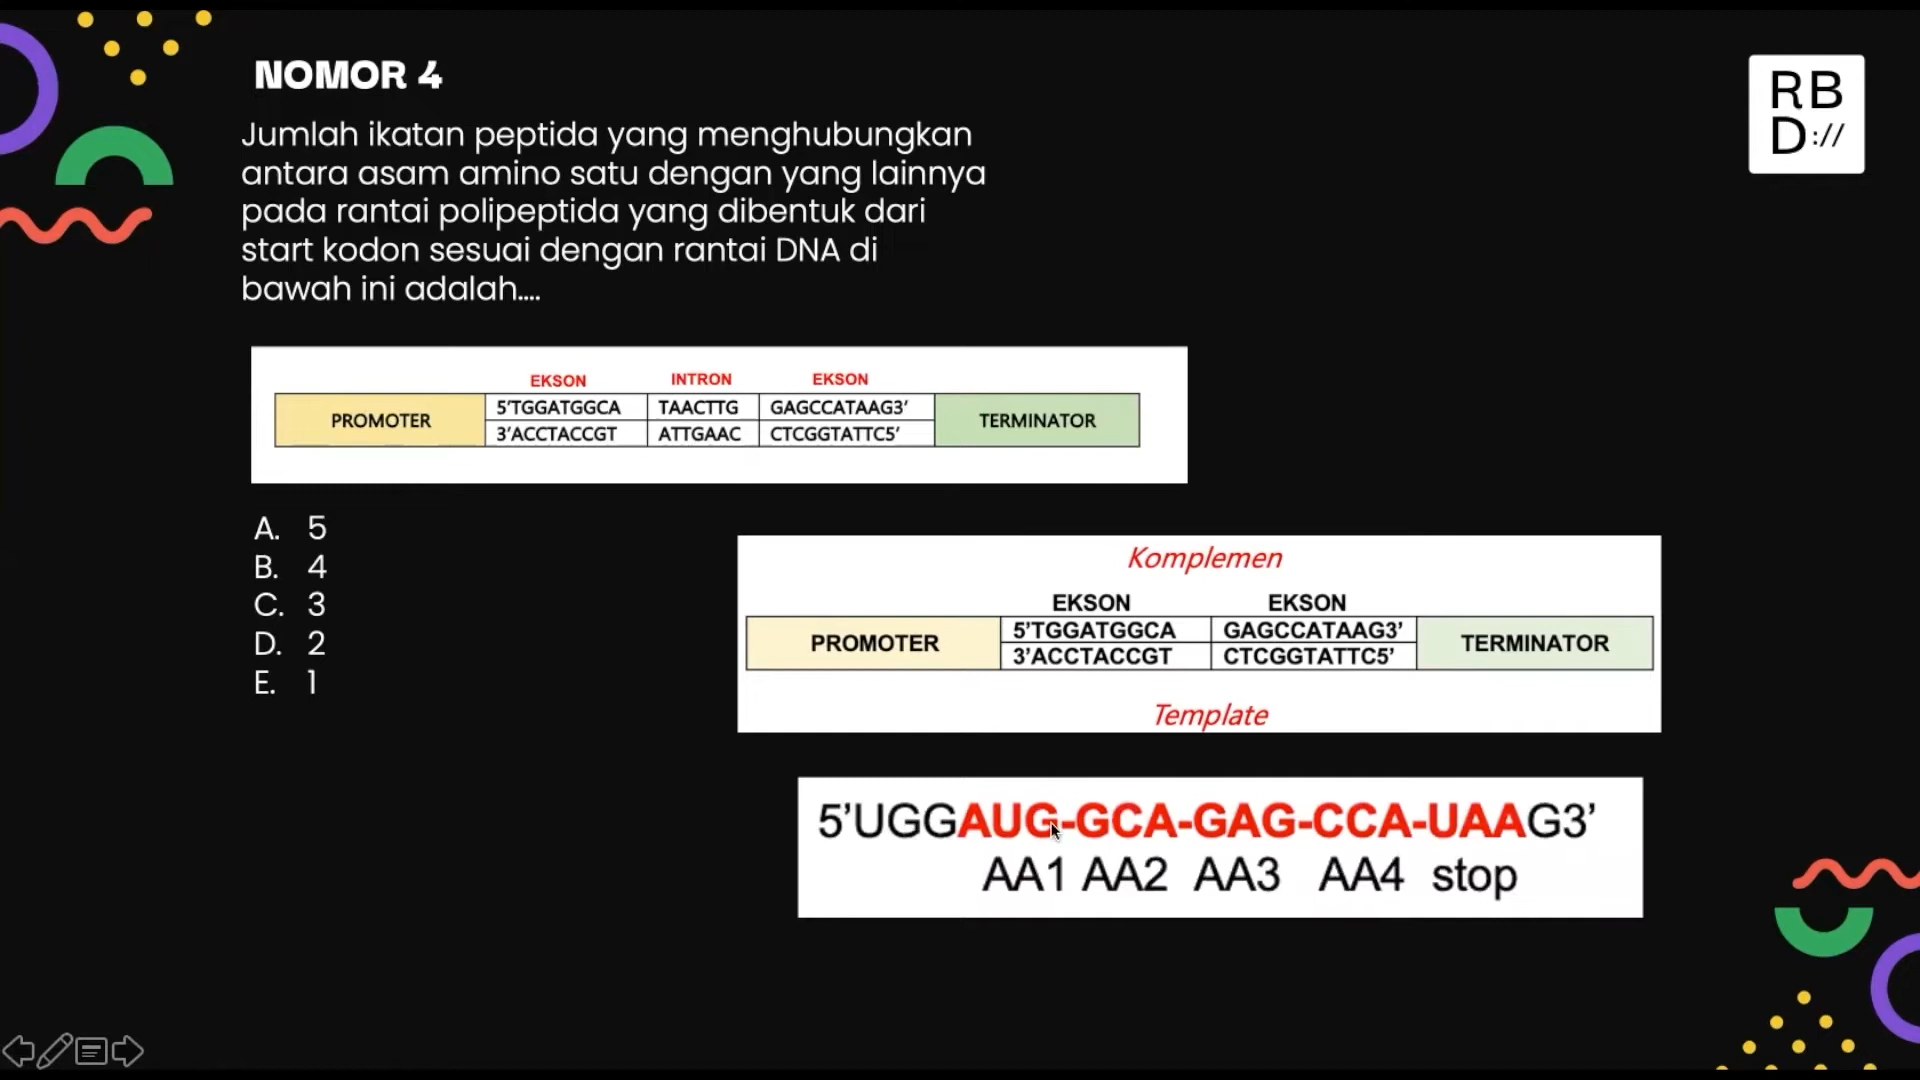 NOMOR 4
RB
D://
Jumlah ikatan peptida yang menghubungkan
antara asam amino satu dengan yang lainnya
pada rantai polipeptida yang dibentuk dari
start kodon sesuai dengan rantai DNA di
bawah ini adalah....
EKSON INTRON EKSON
PROMOTER
5’TGGATGGCA TAACTTG GAGCCATAAG3’
3’ACCTACCGT ATTGAAC CTCGGTATTC5’
TERMINATOR
A. 5
B. 4
C. 3
D. 2
E. 1
Komplemen
EKSON EKSON
PROMOTER
5’TGGATGGCA GAGCCATAAG3’
3’ACCTACCGT CTCGGTATTC5’
TERMINATOR
Template
5’UGGAUG-GCA-GAG-CCA-UAAG3’
AA1 AA2 AA3 AA4 stop